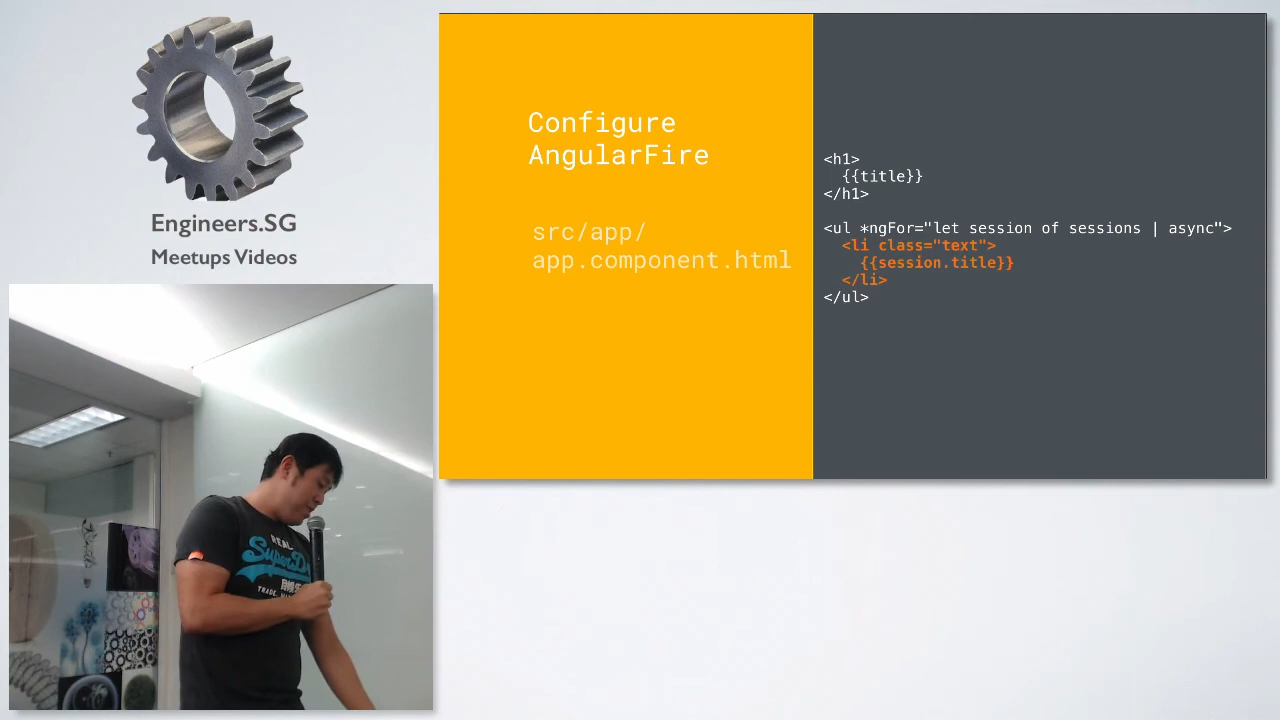 Engineers.SG
Meetups Videos
Configure
AngularFire
src/app/
app.component.html
<h1>
  {{title}}
</h1>
<ul *ngFor="let session of sessions | async">
  <li class="text">
    {{session.title}}
  </li>
</ul>
REAL